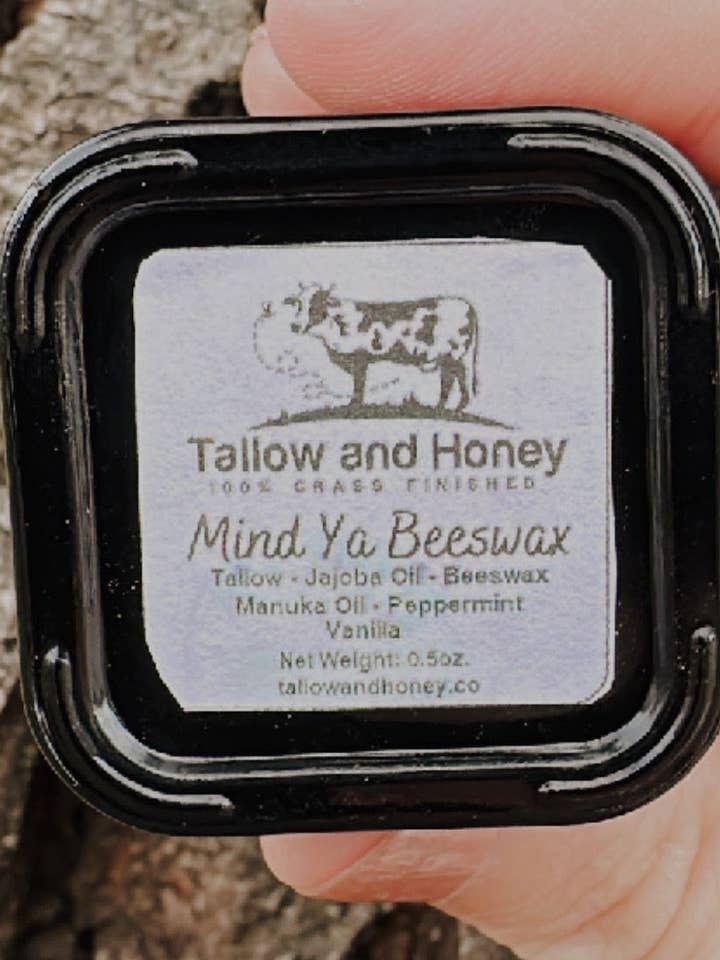 Tallow and Honey
100% GRASS FINISHED
Mind Ya Beeswax
Tallow - Jajoba Oil - Beeswax
Manuka Oil - Peppermint
Vanilla
Net Weight: 0.5oz.
tallowandhoney.co